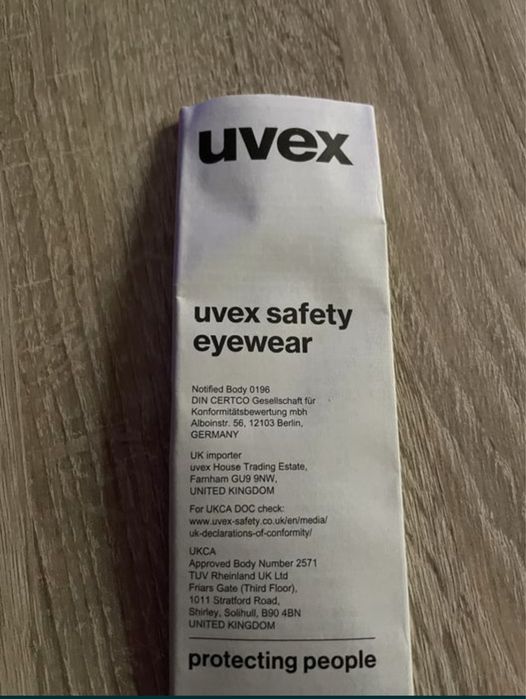 uvex
uvex safety
eyewear
Notified Body 0196
DIN CERTCO Gesellschaft für
Konformitätsbewertung mbh
Alboinstr. 56, 12103 Berlin,
GERMANY
UK importer
uvex House Trading Estate,
Farnham GU9 9NW,
UNITED KINGDOM
For UKCA DOC check:
www.uvex-safety.co.uk/en/media/
uk-declarations-of-conformity/
UKCA
Approved Body Number 2571
TUV Rheinland UK Ltd
Friars Gate (Third Floor),
1011 Stratford Road,
Shirley, Solihull, B90 4BN
UNITED KINGDOM
protecting people